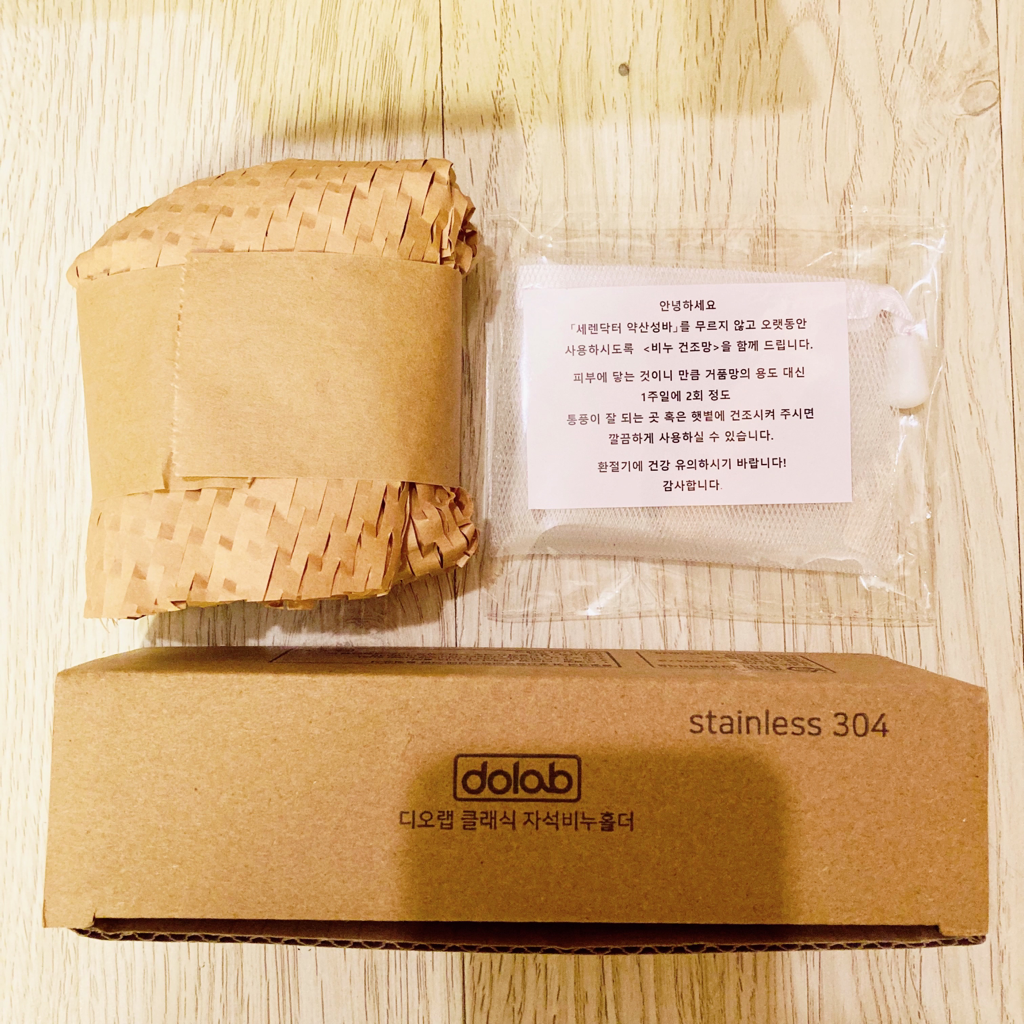 안녕하세요
「세렌닥터 약산성바」를 무르지 않고 오랫동안
사용하시도록 <비누 건조망>을 함께 드립니다.
피부에 닿는 것이니 만큼 거품망의 용도 대신
1주일에 2회 정도
통풍이 잘 되는 곳 혹은 햇볕에 건조시켜 주시면
깔끔하게 사용하실 수 있습니다.
환절기에 건강 유의하시기 바랍니다!
감사합니다.
stainless 304
dolab
디오랩 클래식 자석비누홀더